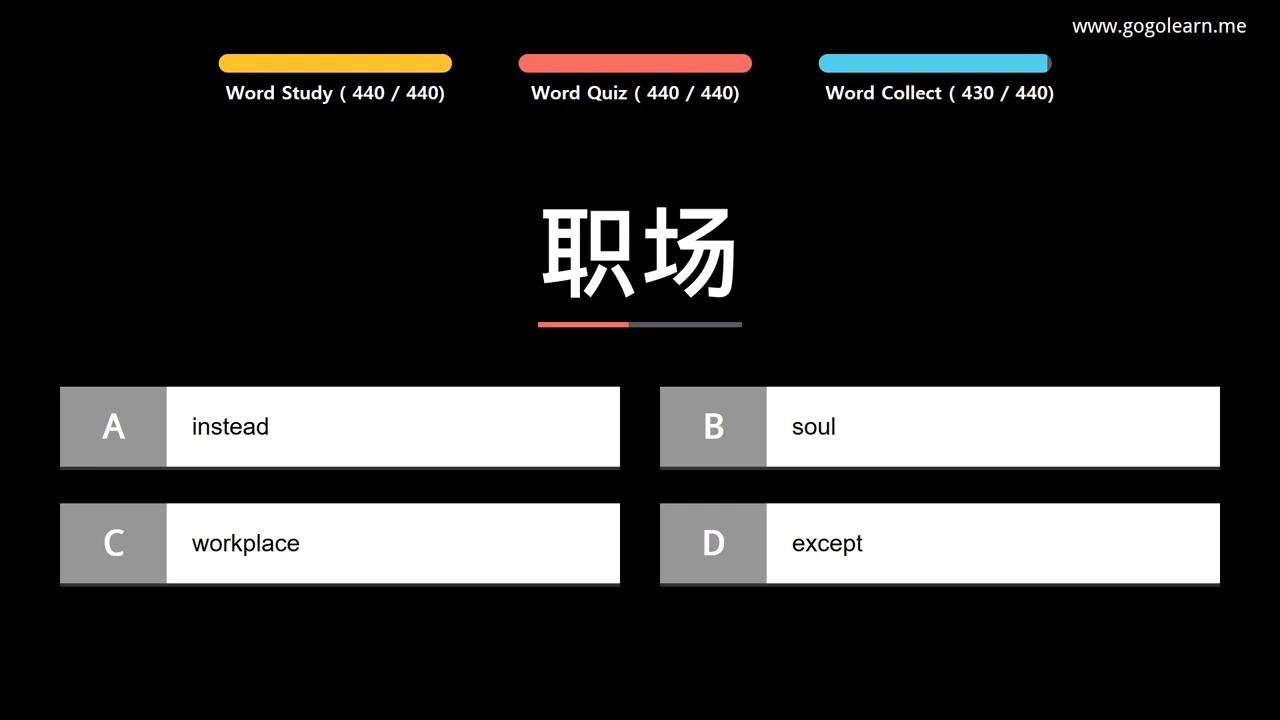 www.gogolearn.me
Word Study ( 440 / 440)
Word Quiz ( 440 / 440)
Word Collect ( 430 / 440)
职场
A
instead
B
soul
C
workplace
D
except